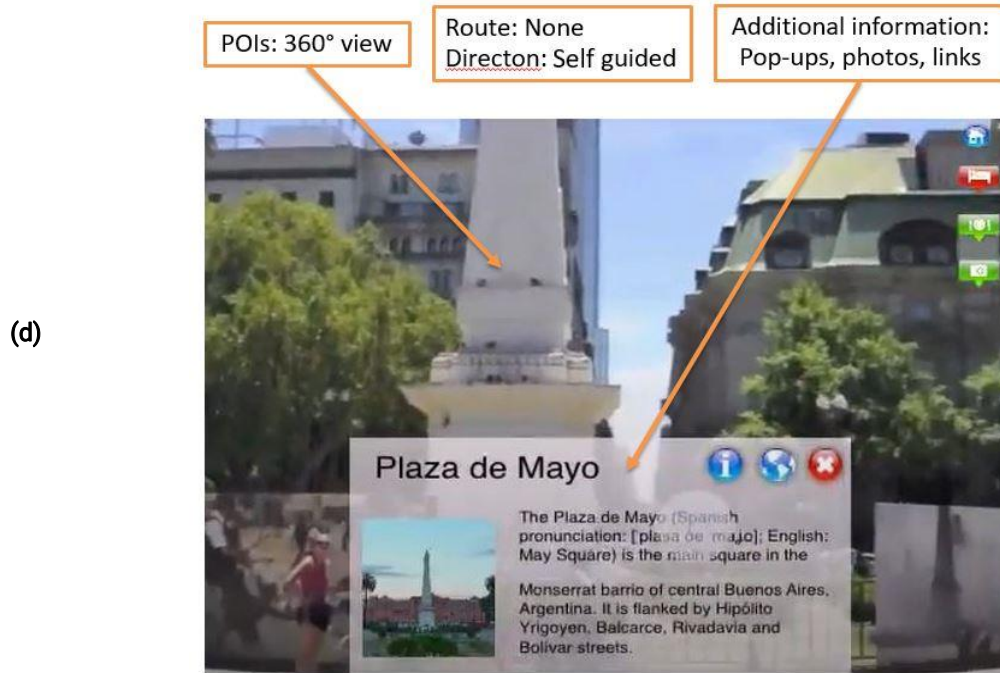 POIs: 360° view
Route: None
Directon: Self guided
Additional information:
Pop-ups, photos, links
(d)
Plaza de Mayo
The Plaza de Mayo (Spanish
pronunciation: [ˈplasa ðe ˈmaʝo]; English:
May Square) is the main square in the
Monserrat barrio of central Buenos Aires,
Argentina. It is flanked by Hipólito
Yrigoyen, Balcarce, Rivadavia and
Bolívar streets.